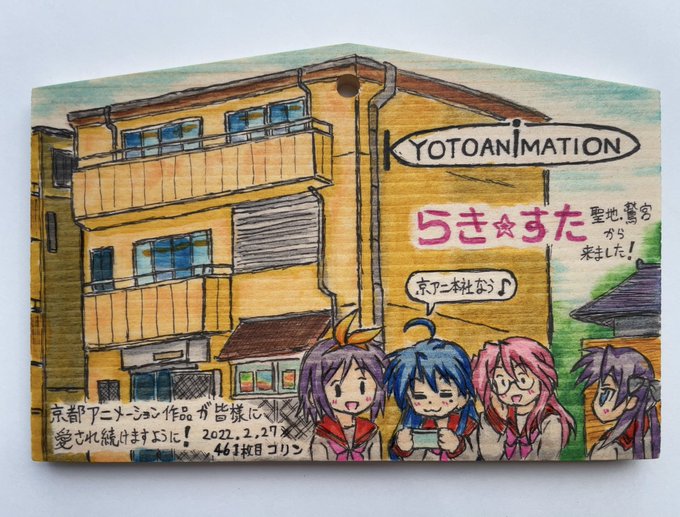 YOTOANiMATION
らき☆すた
聖地、鷲宮
から
来ました!
京アニ本社なう♪
京都アニメーション作品が皆様に
愛され続けますように! 2022.2.27
461枚目 ゴリン